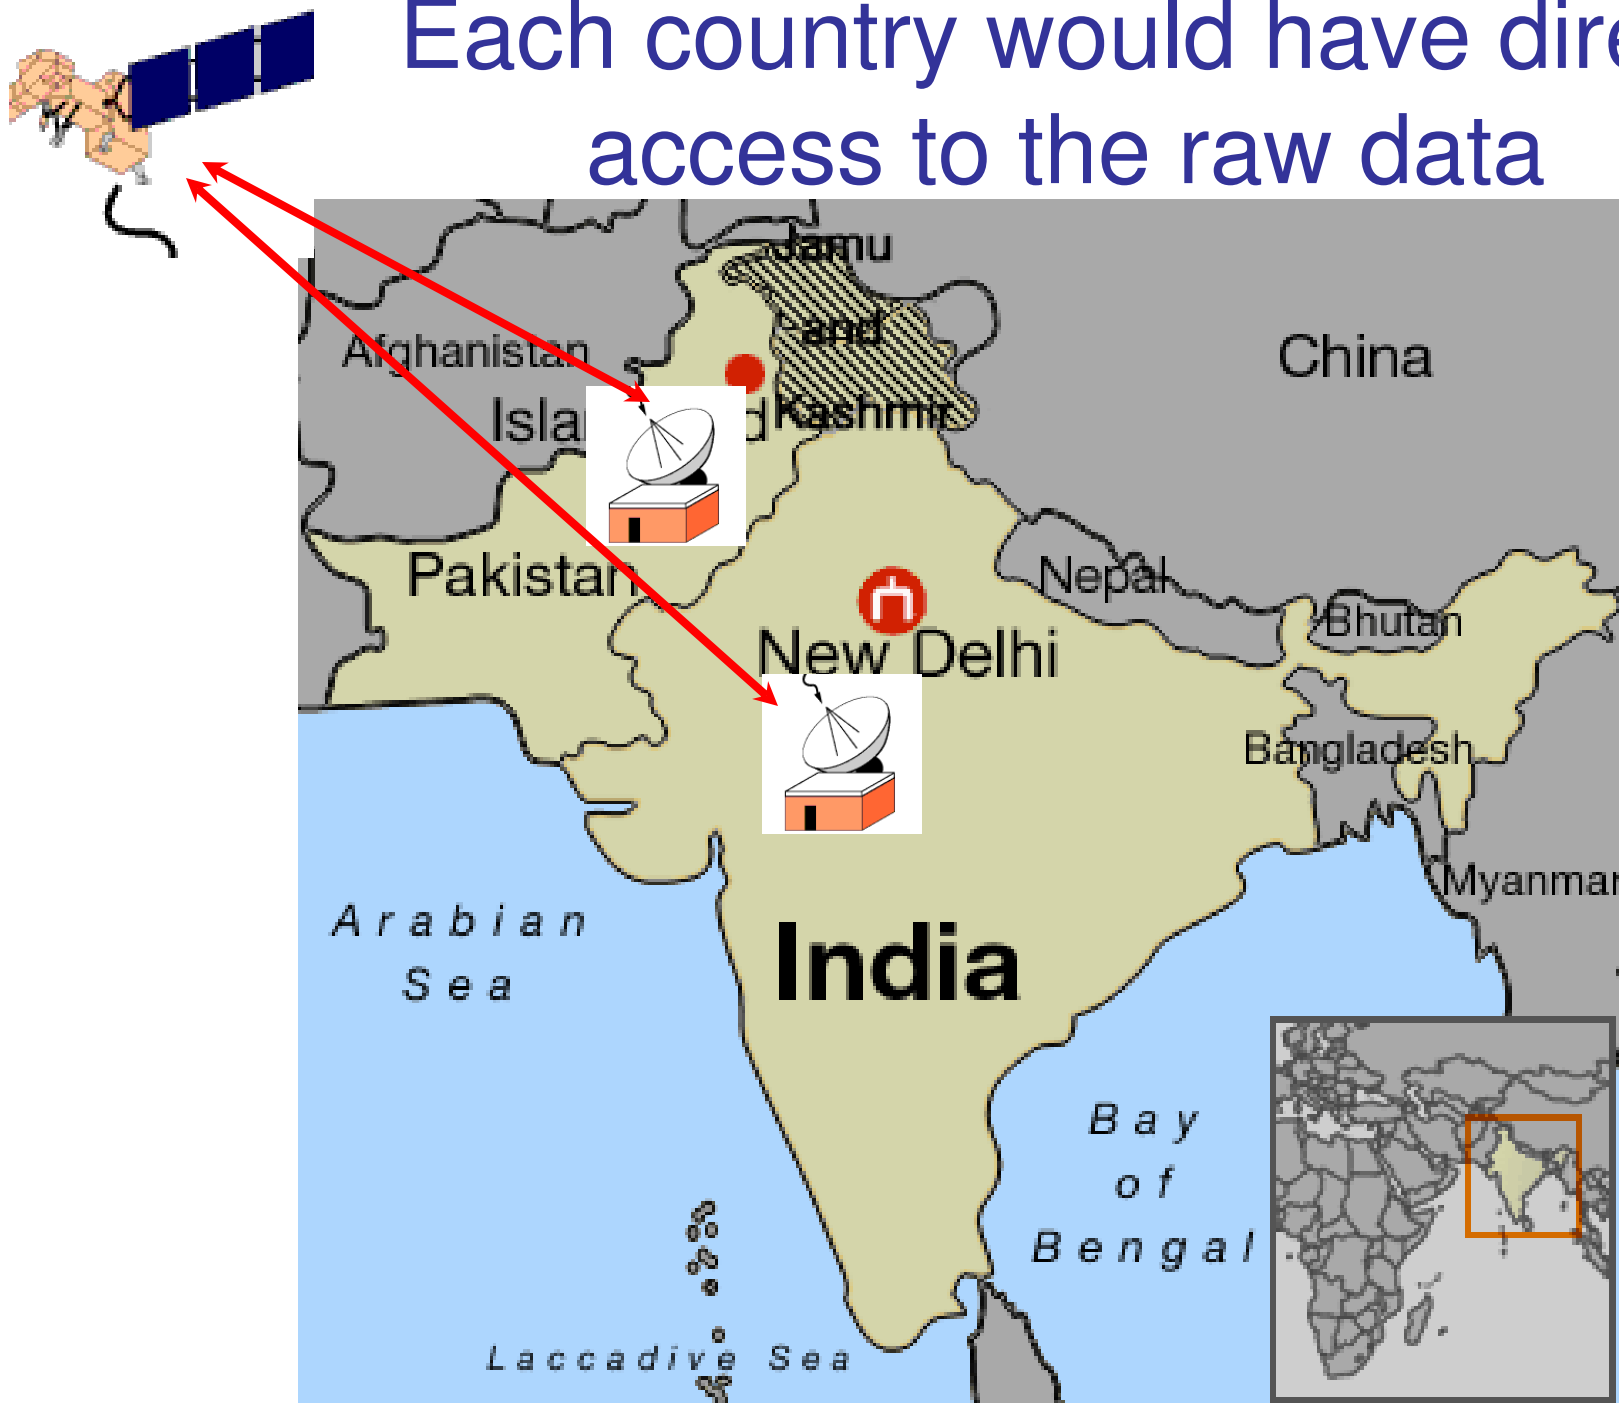 Each country would have dire
access to the raw data
Jamu
and
Kashmir
Afghanistan
China
Pakistan
Nepal
Bhutan
New Delhi
Bangladesh
Myanmar
India
Arabian
Sea
Bay
of
Bengal
Laccadive Sea